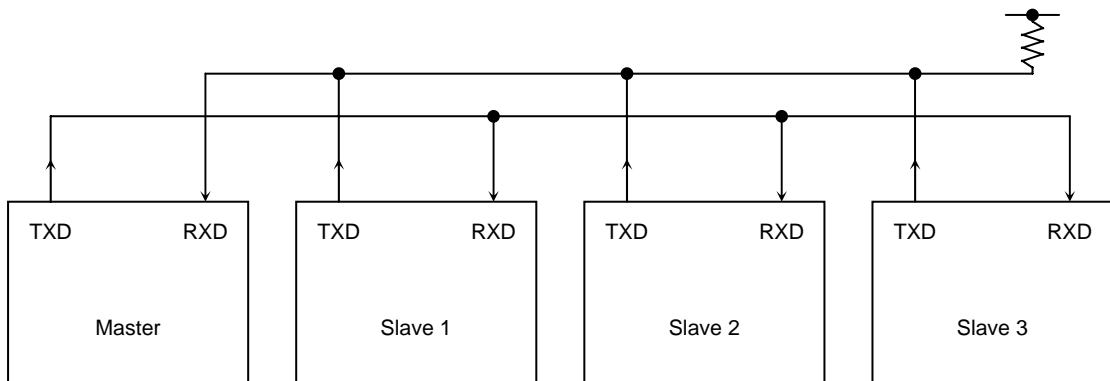 TXD RXD TXD RXD TXD RXD TXD RXD
Master Slave 1 Slave 2 Slave 3